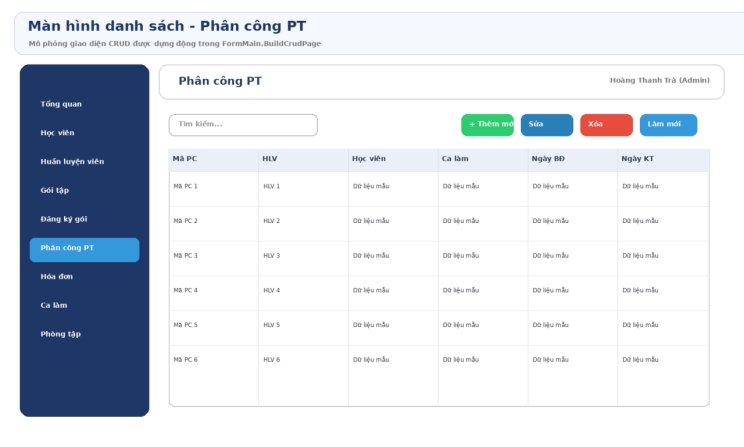 Màn hình danh sách - Phân công PT
Mô phỏng giao diện CRUD được dựng động trong FormMain.BuildCrudPage
Tổng quan
Học viên
Huấn luyện viên
Gói tập
Đăng ký gói
Phân công PT
Hóa đơn
Ca làm
Phòng tập
Phân công PT
Hoàng Thanh Trà (Admin)
Tìm kiếm...
+ Thêm mớ
Sửa
Xóa
Làm mới
Mã PC HLV Học viên Ca làm Ngày BĐ Ngày KT
Mã PC 1 HLV 1 Dữ liệu mẫu Dữ liệu mẫu Dữ liệu mẫu Dữ liệu mẫu
Mã PC 2 HLV 2 Dữ liệu mẫu Dữ liệu mẫu Dữ liệu mẫu Dữ liệu mẫu
Mã PC 3 HLV 3 Dữ liệu mẫu Dữ liệu mẫu Dữ liệu mẫu Dữ liệu mẫu
Mã PC 4 HLV 4 Dữ liệu mẫu Dữ liệu mẫu Dữ liệu mẫu Dữ liệu mẫu
Mã PC 5 HLV 5 Dữ liệu mẫu Dữ liệu mẫu Dữ liệu mẫu Dữ liệu mẫu
Mã PC 6 HLV 6 Dữ liệu mẫu Dữ liệu mẫu Dữ liệu mẫu Dữ liệu mẫu